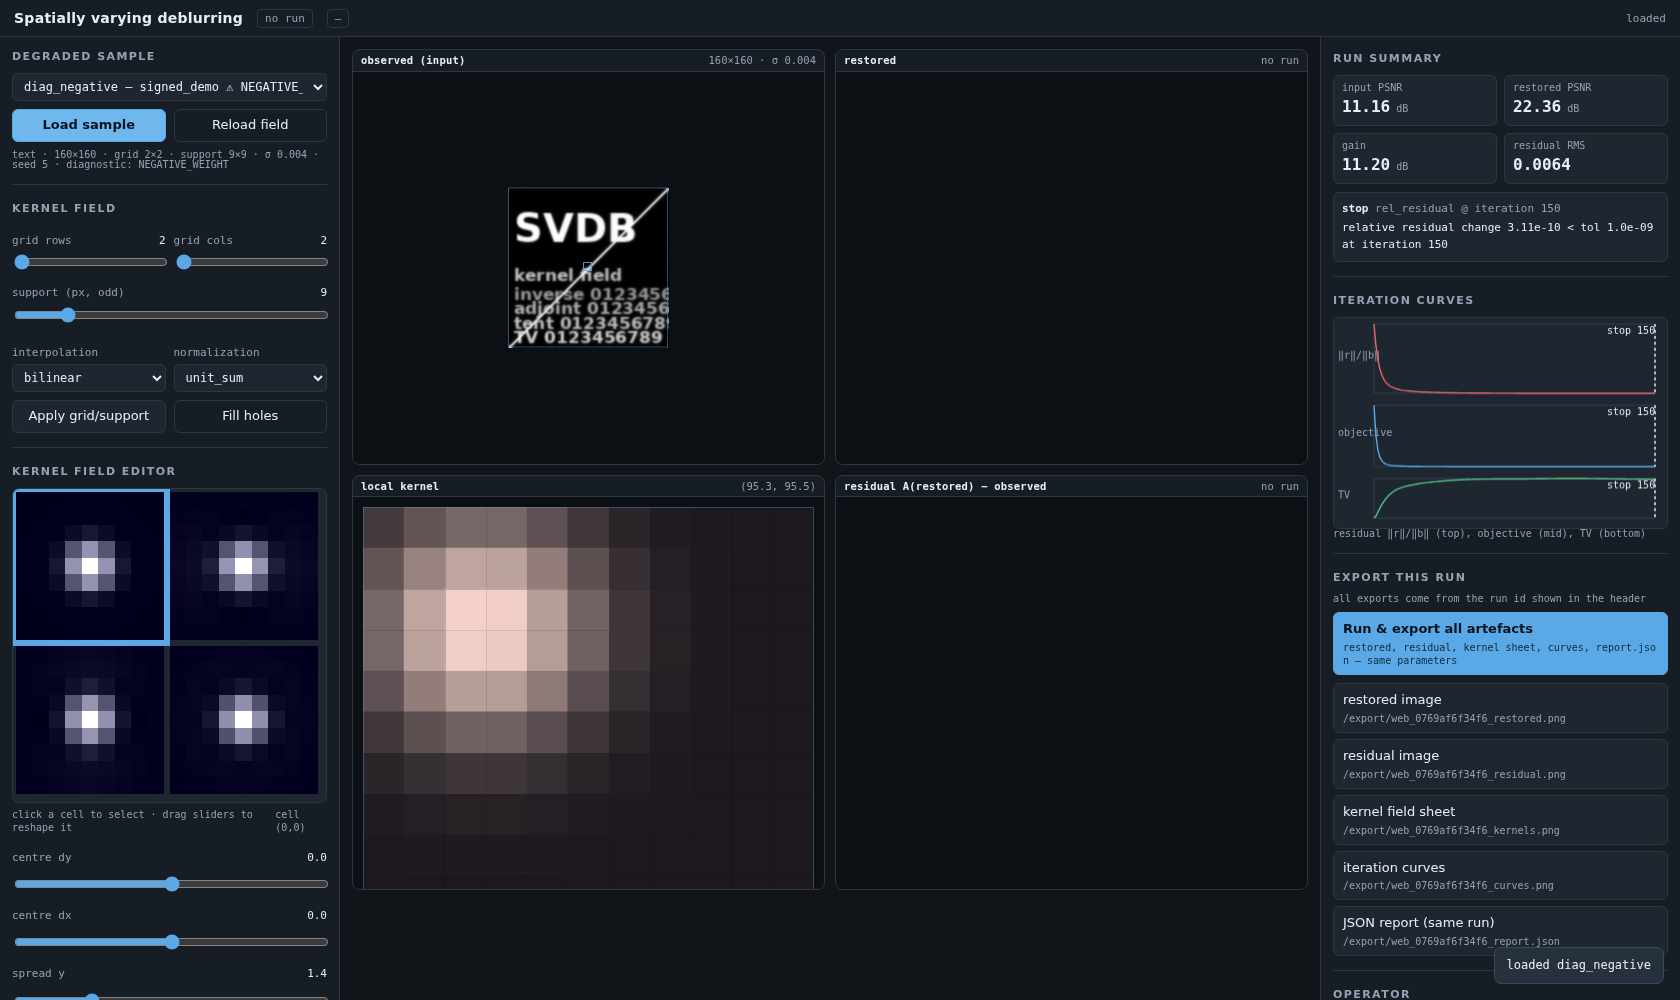 Spatially varying deblurring
no run
—
loaded
DEGRADED SAMPLE
diag_negative — signed_demo ⚠ NEGATIVE_
Load sample
Reload field
text · 160×160 · grid 2×2 · support 9×9 · σ 0.004 ·
seed 5 · diagnostic: NEGATIVE_WEIGHT
KERNEL FIELD
grid rows 2
grid cols 2
support (px, odd) 9
interpolation
normalization
bilinear
unit_sum
Apply grid/support
Fill holes
KERNEL FIELD EDITOR
click a cell to select · drag sliders to
reshape it
cell
(0,0)
centre dy 0.0
centre dx 0.0
spread y 1.4
observed (input)
160×160 · σ 0.004
SVDB
kernel field
inverse 0123456
adjoint 0123456
tent 0123456789
TV 0123456789
restored
no run
local kernel
(95.3, 95.5)
residual A(restored) − observed
no run
RUN SUMMARY
input PSNR
11.16 dB
restored PSNR
22.36 dB
gain
11.20 dB
residual RMS
0.0064
stop rel_residual @ iteration 150
relative residual change 3.11e-10 < tol 1.0e-09
at iteration 150
ITERATION CURVES
stop 150
‖r‖/‖b‖
stop 150
objective
stop 150
TV
residual ‖r‖/‖b‖ (top), objective (mid), TV (bottom)
EXPORT THIS RUN
all exports come from the run id shown in the header
Run & export all artefacts
restored, residual, kernel sheet, curves, report.jso
n — same parameters
restored image
/export/web_0769af6f34f6_restored.png
residual image
/export/web_0769af6f34f6_residual.png
kernel field sheet
/export/web_0769af6f34f6_kernels.png
iteration curves
/export/web_0769af6f34f6_curves.png
JSON report (same run)
/export/web_0769af6f34f6_report.json
loaded diag_negative
OPERATOR